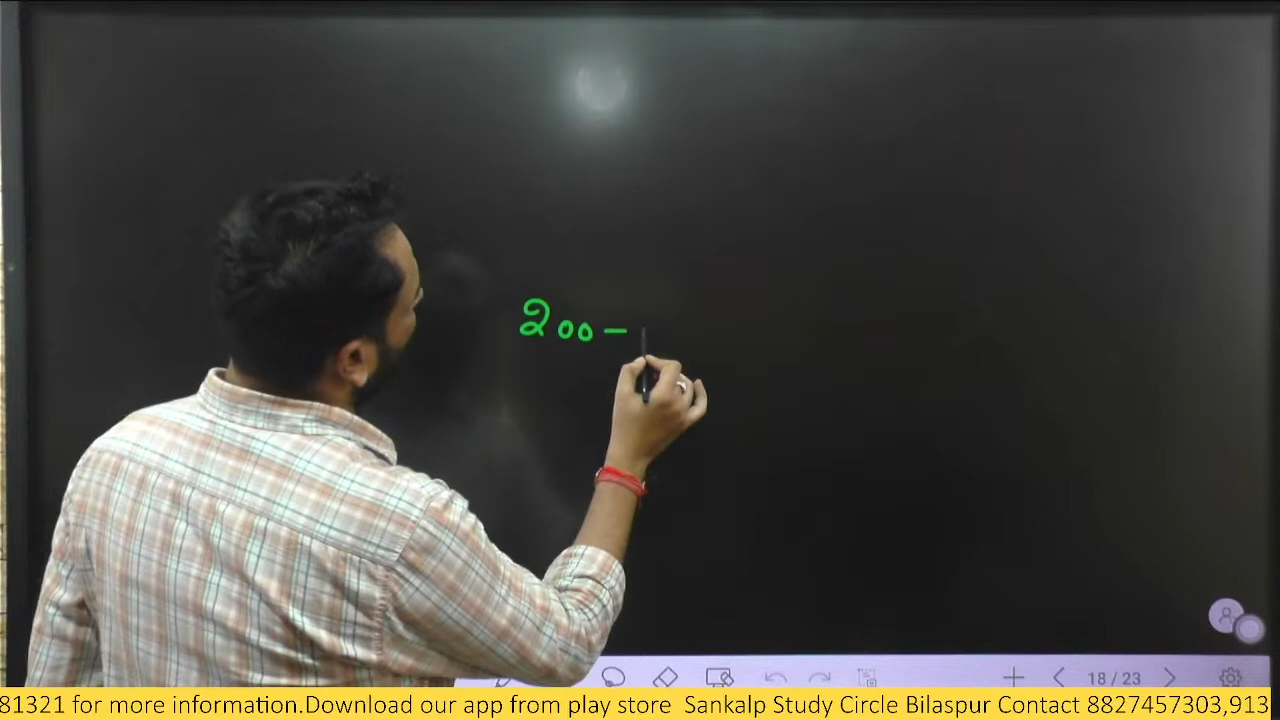 200 -
18 / 23
81321 for more information.Download our app from play store Sankalp Study Circle Bilaspur Contact 8827457303,913